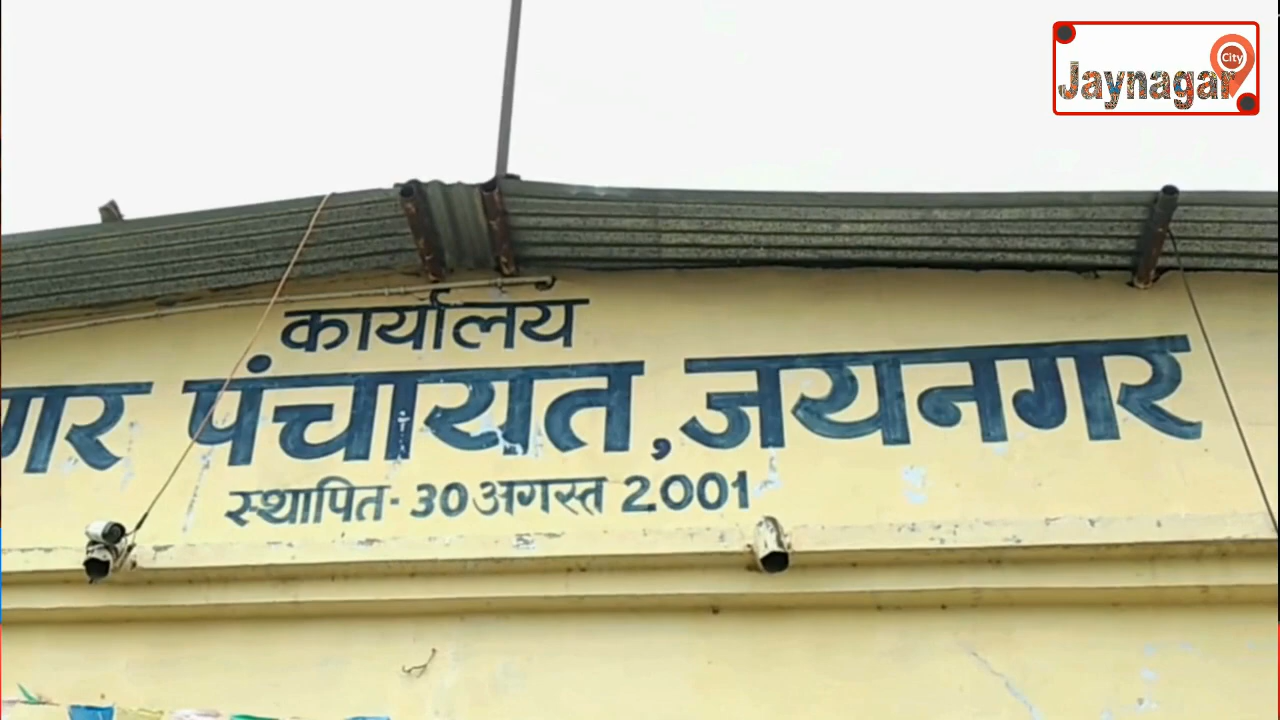 City
Jaynagar
कार्यालय
गर पंचायत, जयनगर
स्थापित- 30 अगस्त 2001